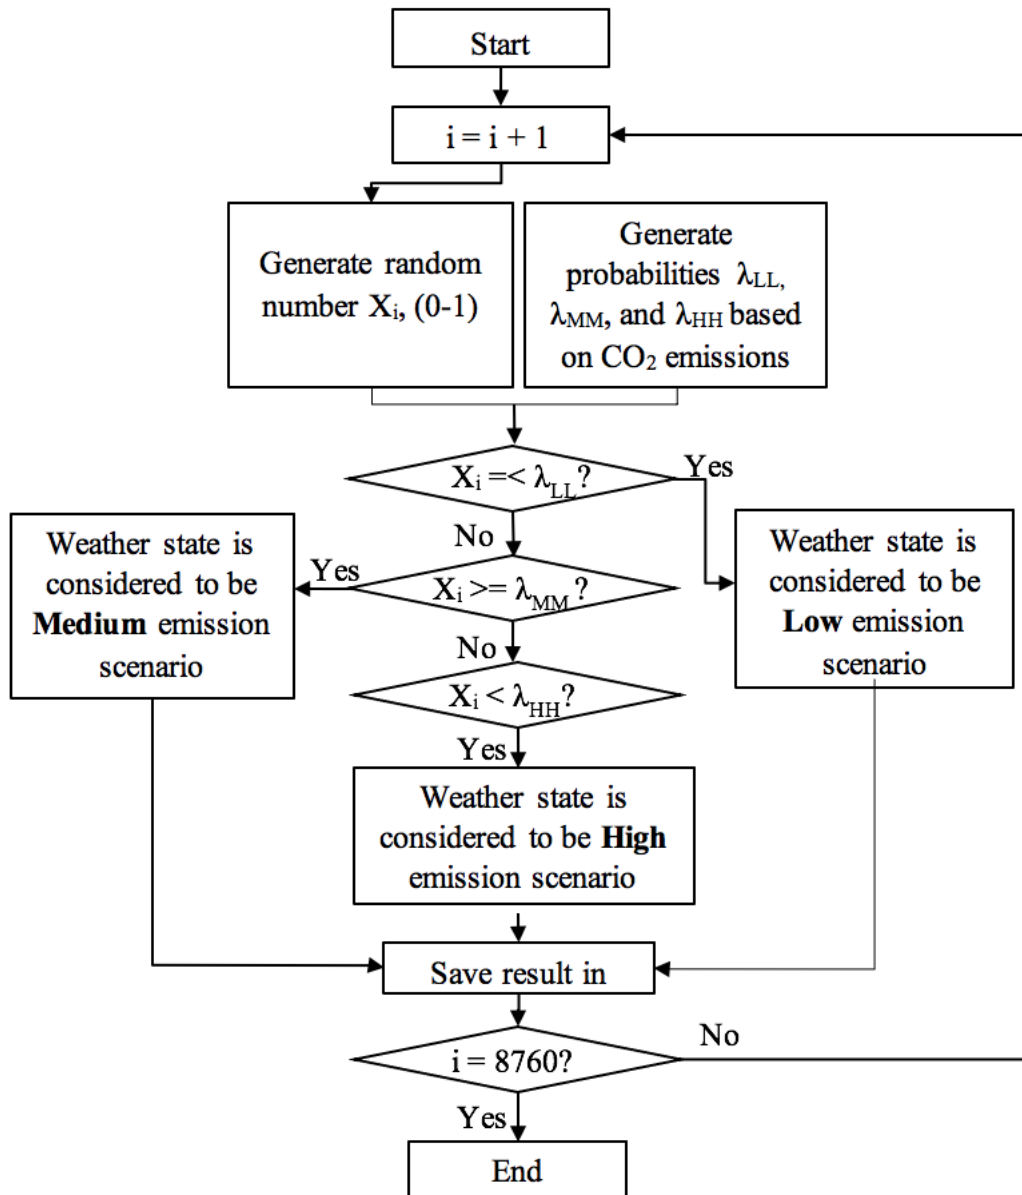 Start
i = i + 1
Generate random
number Xᵢ, (0-1)
Generate
probabilities λLL,
λMM, and λHH based
on CO₂ emissions
Xᵢ =< λLL?
Yes
No
Weather state is
considered to be
Medium emission
scenario
Yes
Xᵢ >= λMM?
Weather state is
considered to be
Low emission
scenario
No
Xᵢ < λHH?
Yes
Weather state is
considered to be High
emission scenario
Save result in
i = 8760?
No
Yes
End